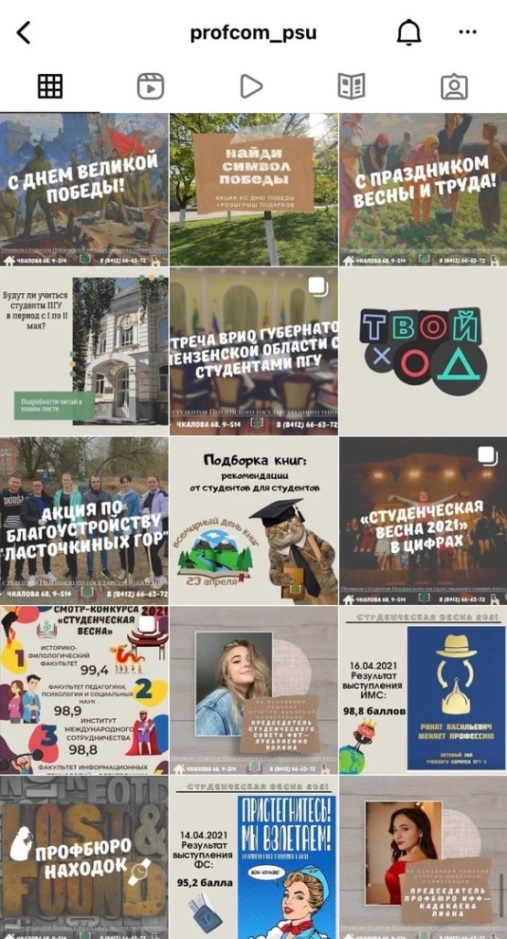 profcom_psu
С ДНЕМ ВЕЛИКОЙ
ПОБЕДЫ!
ЧКАЛОВА 68, 9-514
8 (8412) 66-63-72
НАЙДИ
СИМВОЛ
ПОБЕДЫ
АКЦИЯ КО ДНЮ ПОБЕДЫ
+РОЗЫГРЫШ ПОДАРКОВ
С ПРАЗДНИКОМ
ВЕСНЫ И ТРУДА!
ЧКАЛОВА 68, 9-514
8 (8412) 66-63-72
Будут ли учиться
студенты ПГУ
в период с 1 по 11
мая?
Подробности читай в
нашем посте
ТРЕЧА ВРИО ГУБЕРНАТО
ПЕНЗЕНСКОЙ ОБЛАСТИ С
СТУДЕНТАМИ ПГУ
ЧКАЛОВА 68, 9-514
8 (8412) 66-63-72
ТВОЙ
ХОД
АКЦИЯ ПО
БЛАГОУСТРОЙСТВУ
ЛАСТОЧКИНЫХ ГОР"
ЧКАЛОВА 68, 9-514
8 (8412) 66-63-72
Подборка книг:
рекомендации
от студентов для студентов
ВСЕМИРНЫЙ ДЕНЬ КНИГ
23 апреля
«СТУДЕНЧЕСКАЯ
ВЕСНА 2021»
В ЦИФРАХ
ЧКАЛОВА 68, 9-514
8 (8412) 66-63-72
СМОТР-КОНКУРСА 2021
«СТУДЕНЧЕСКАЯ
ВЕСНА»
1
ИСТОРИКО-
ФИЛОЛОГИЧЕСКИЙ
ФАКУЛЬТЕТ
99,4
ФАКУЛЬТЕТ ПЕДАГОГИКИ,
ПСИХОЛОГИИ И СОЦИАЛЬНЫХ
НАУК
2
98,9
ИНСТИТУТ
МЕЖДУНАРОДНОГО
СОТРУДНИЧЕСТВА
3
98,8
ФАКУЛЬТЕТ ИНФОРМАЦИОННЫХ
ПРЕДСЕДАТЕЛЬ
СТУДЕНЧЕСКОГО
СОВЕТА ФИТ-
ПОЛИНА
ЧКАЛОВА 68, 9-514
8 (8412) 66-63-72
СТУДЕНЧЕСКАЯ ВЕСНА 2021
16.04.2021
Результат
выступления
ИМС:
98,8 баллов
РИНАТ ВАСИЛЬЕВИЧ
МЕНЯЕТ ПРОФЕССИЮ
LOST &
FOUND
ПРОФБЮРО
НАХОДОК
СТУДЕНЧЕСКАЯ ВЕСНА 2021
14.04.2021
Результат
выступления
ФС:
95,2 балла
ПРИСТЕГНИТЕСЬ!
МЫ ВЗЛЕТАЕМ!
BON VOYAGE!
ПРЕДСЕДАТЕЛЬ
ПРОФБЮРО ИФФ—
КАДАКАЕВА
ЛИАНА